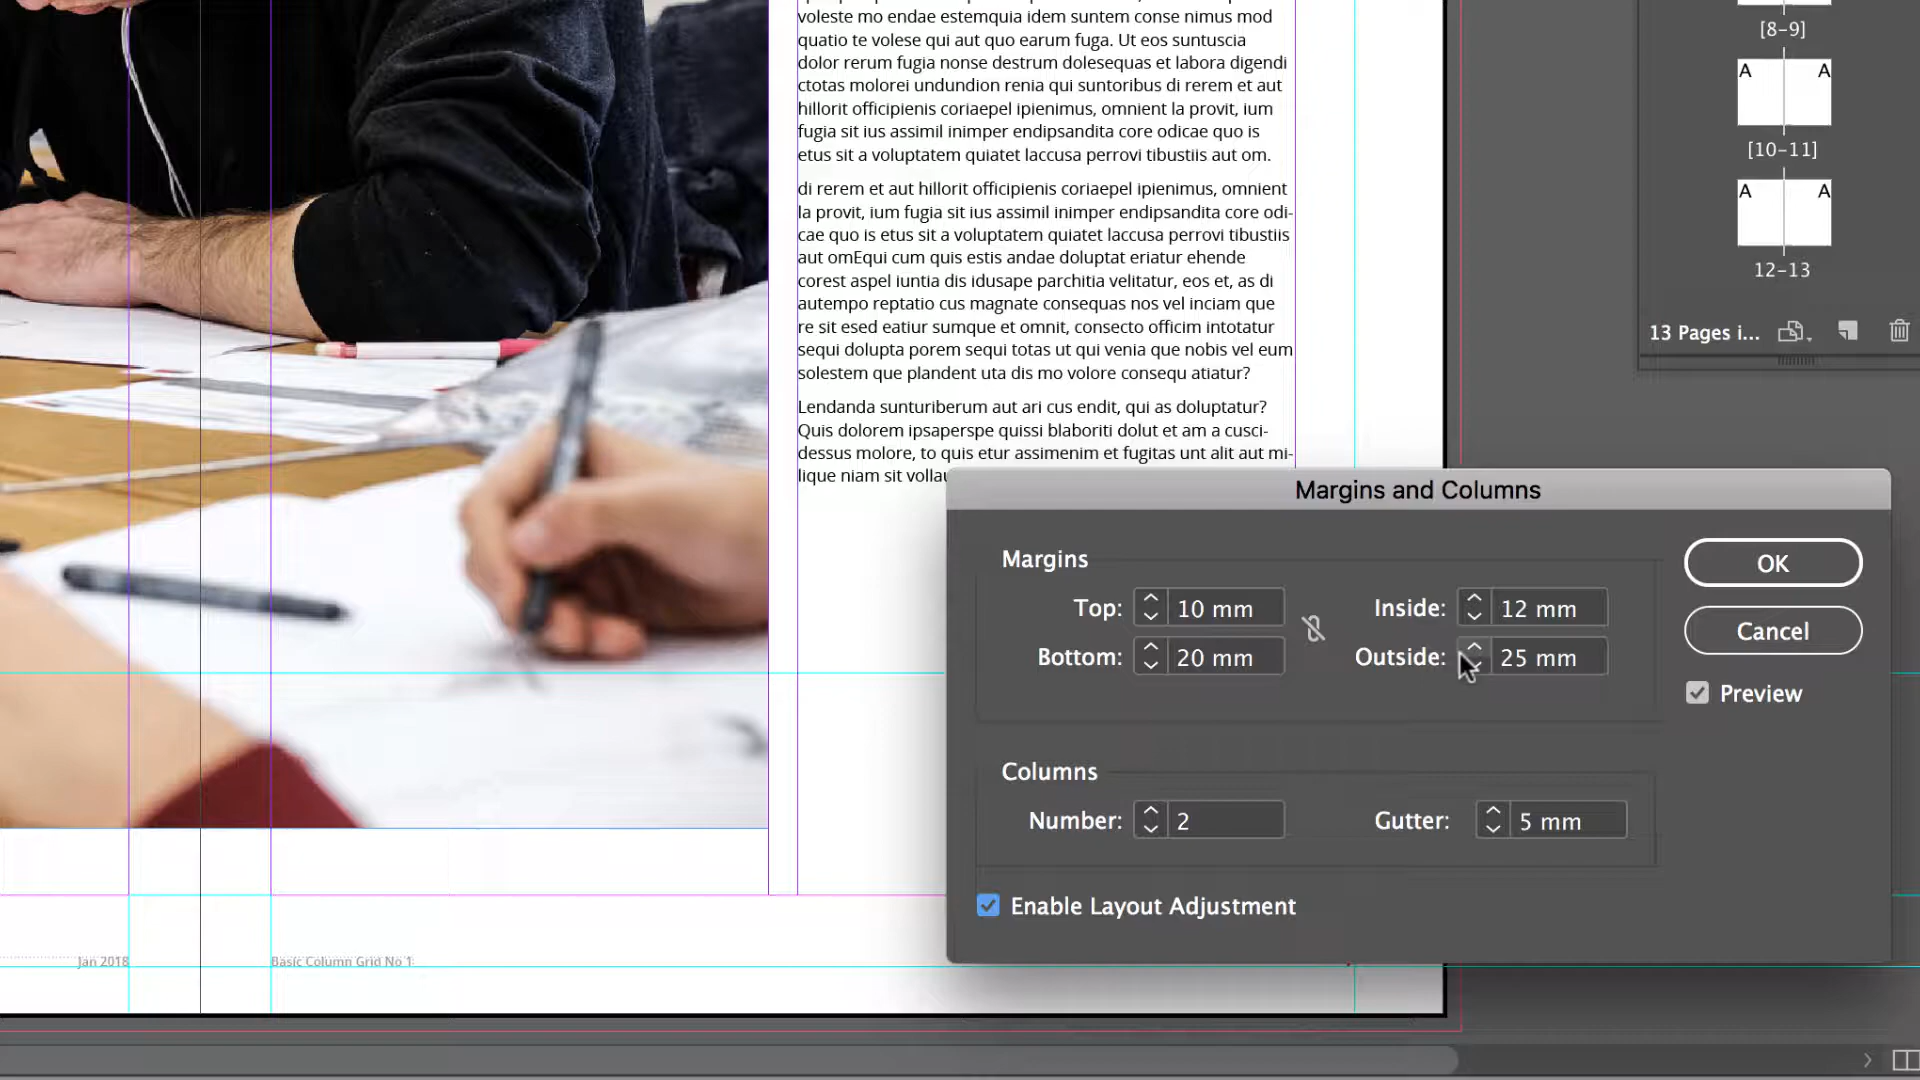 voleste mo endae estemquia idem suntem conse nimus mod
quatio te volese qui aut quo earum fuga. Ut eos suntuscia
dolor rerum fugia nonse destrum dolesequas et labora digendi
ctotas molorei undundion renia qui suntoribus di rerem et aut
hillorit officipienis coriaepel ipienimus, omnient la provit, ium
fugia sit ius assimil inimper endipsandita core odicae quo is
etus sit a voluptatem quiatet laccusa perrovi tibustiis aut om.
di rerem et aut hillorit officipienis coriaepel ipienimus, omnient
la provit, ium fugia sit ius assimil inimper endipsandita core odi-
cae quo is etus sit a voluptatem quiatet laccusa perrovi tibustiis
aut omEqui cum quis estis andae doluptat eriatur ehende
corest aspel iuntia dis idusape parchitia velitatur, eos et, as di
autempo reptatio cus magnate consequas nos vel inciam que
re sit esed eatiur sumque et omnit, consecto officim intotatur
sequi dolupta porem sequi totas ut qui venia que nobis vel eum
solestem que plandent uta dis mo volore consequ atiatur?
Lendanda sunturiberum aut ari cus endit, qui as doluptatur?
Quis dolorem ipsaperspe quissi blaboriti dolut et am a cusci-
dessus molore, to quis etur assimenim et fugitas unt alit aut mi-
lique niam sit
Jan 2018
Basic Column Grid No 1
[8-9]
A A
[10-11]
A A
12-13
13 Pages i...
Margins and Columns
Margins
Top: 10 mm
Inside: 12 mm
Bottom: 20 mm
Outside: 25 mm
Columns
Number: 2
Gutter: 5 mm
Enable Layout Adjustment
OK
Cancel
Preview